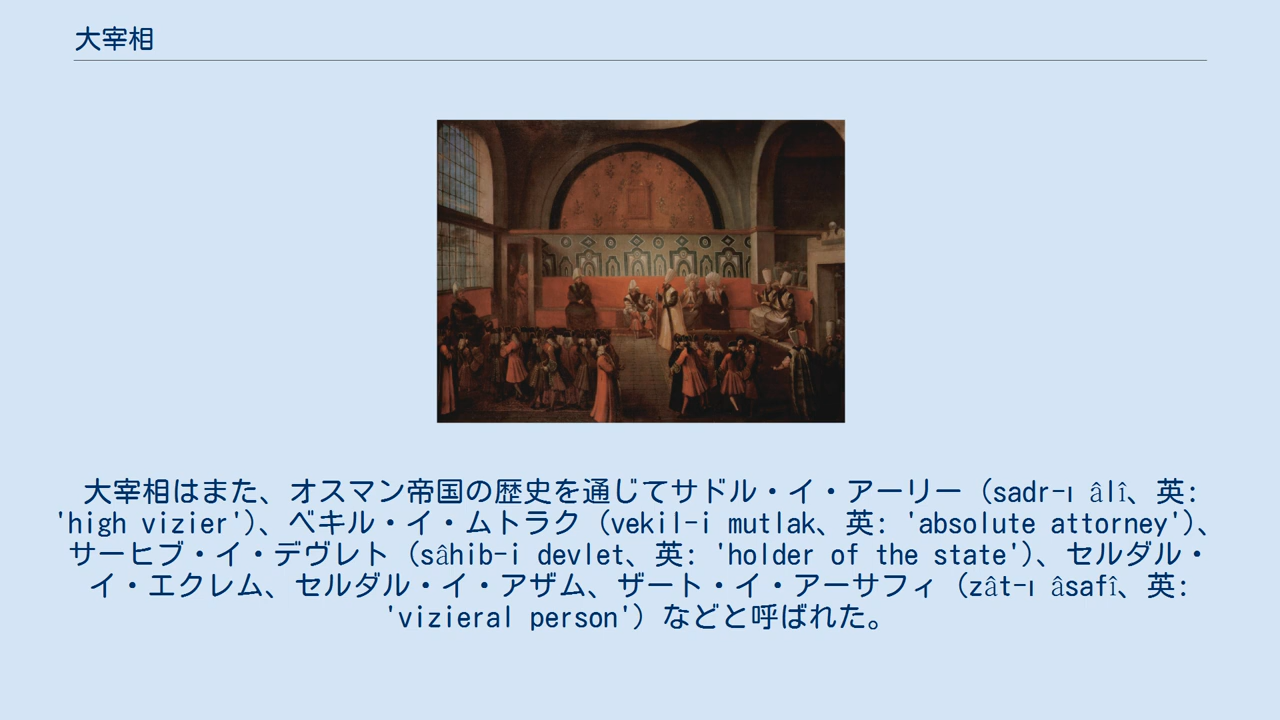 大宰相
大宰相はまた、オスマン帝国の歴史を通じてサドル・イ・アーリー（sadr-ı âlî、英:
'high vizier'）、ベキル・イ・ムトラク（vekil-i mutlak、英: 'absolute attorney'）、
サーヒブ・イ・デヴレト（sâhib-i devlet、英: 'holder of the state'）、セルダル・
イ・エクレム、セルダル・イ・アザム、ザート・イ・アーサフィ（zât-ı âsafî、英:
'vizieral person'）などと呼ばれた。